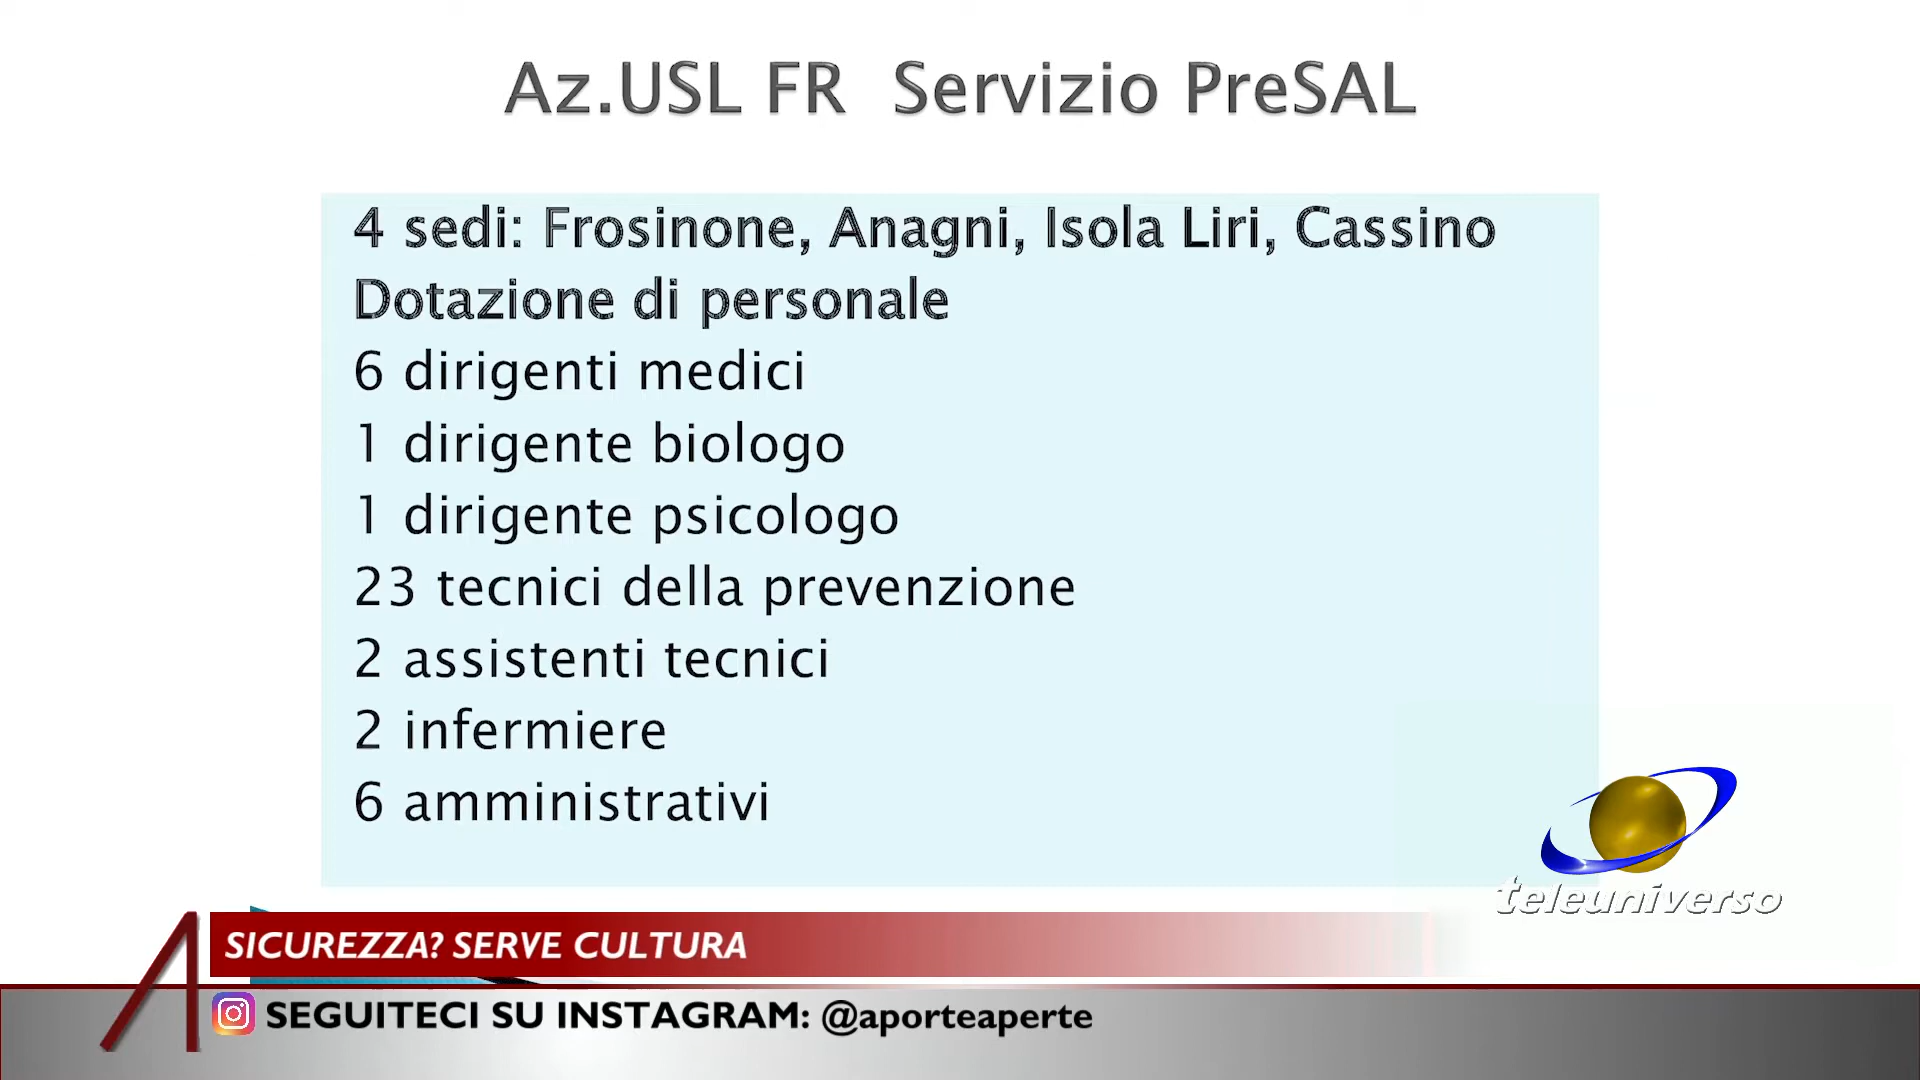 Az.USL FR Servizio PreSAL
4 sedi: Frosinone, Anagni, Isola Liri, Cassino
Dotazione di personale
6 dirigenti medici
1 dirigente biologo
1 dirigente psicologo
23 tecnici della prevenzione
2 assistenti tecnici
2 infermiere
6 amministrativi
teleuniverso
SICUREZZA? SERVE CULTURA
SEGUITECI SU INSTAGRAM: @aporteaperte